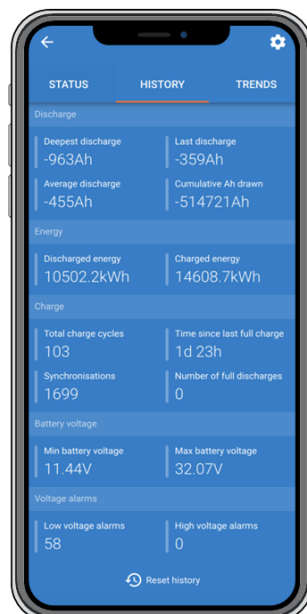 STATUS HISTORY TRENDS
Discharge
Deepest discharge Last discharge
-963Ah -359Ah
Average discharge Cumulative Ah drawn
-455Ah -514721Ah
Energy
Discharged energy Charged energy
10502.2kWh 14608.7kWh
Charge
Total charge cycles Time since last full charge
103 1d 23h
Synchronisations Number of full discharges
1699 0
Battery voltage
Min battery voltage Max battery voltage
11.44V 32.07V
Voltage alarms
Low voltage alarms High voltage alarms
58 0
Reset history